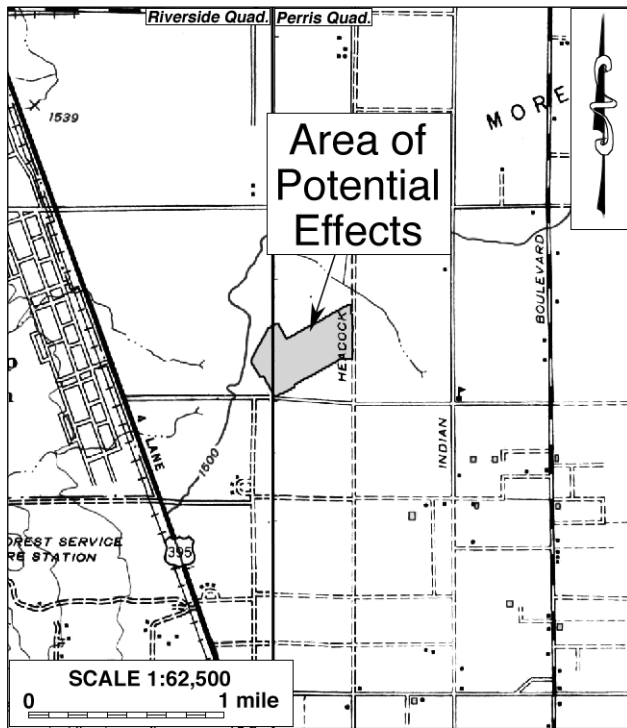 Riverside Quad. Perris Quad.
1539
MORE
Area of
Potential
Effects
BOULEVARD
HEACOCK
INDIAN
4 LANE
1500
OREST SERVICE
RE STATION
395
SCALE 1:62,500
0 1 mile